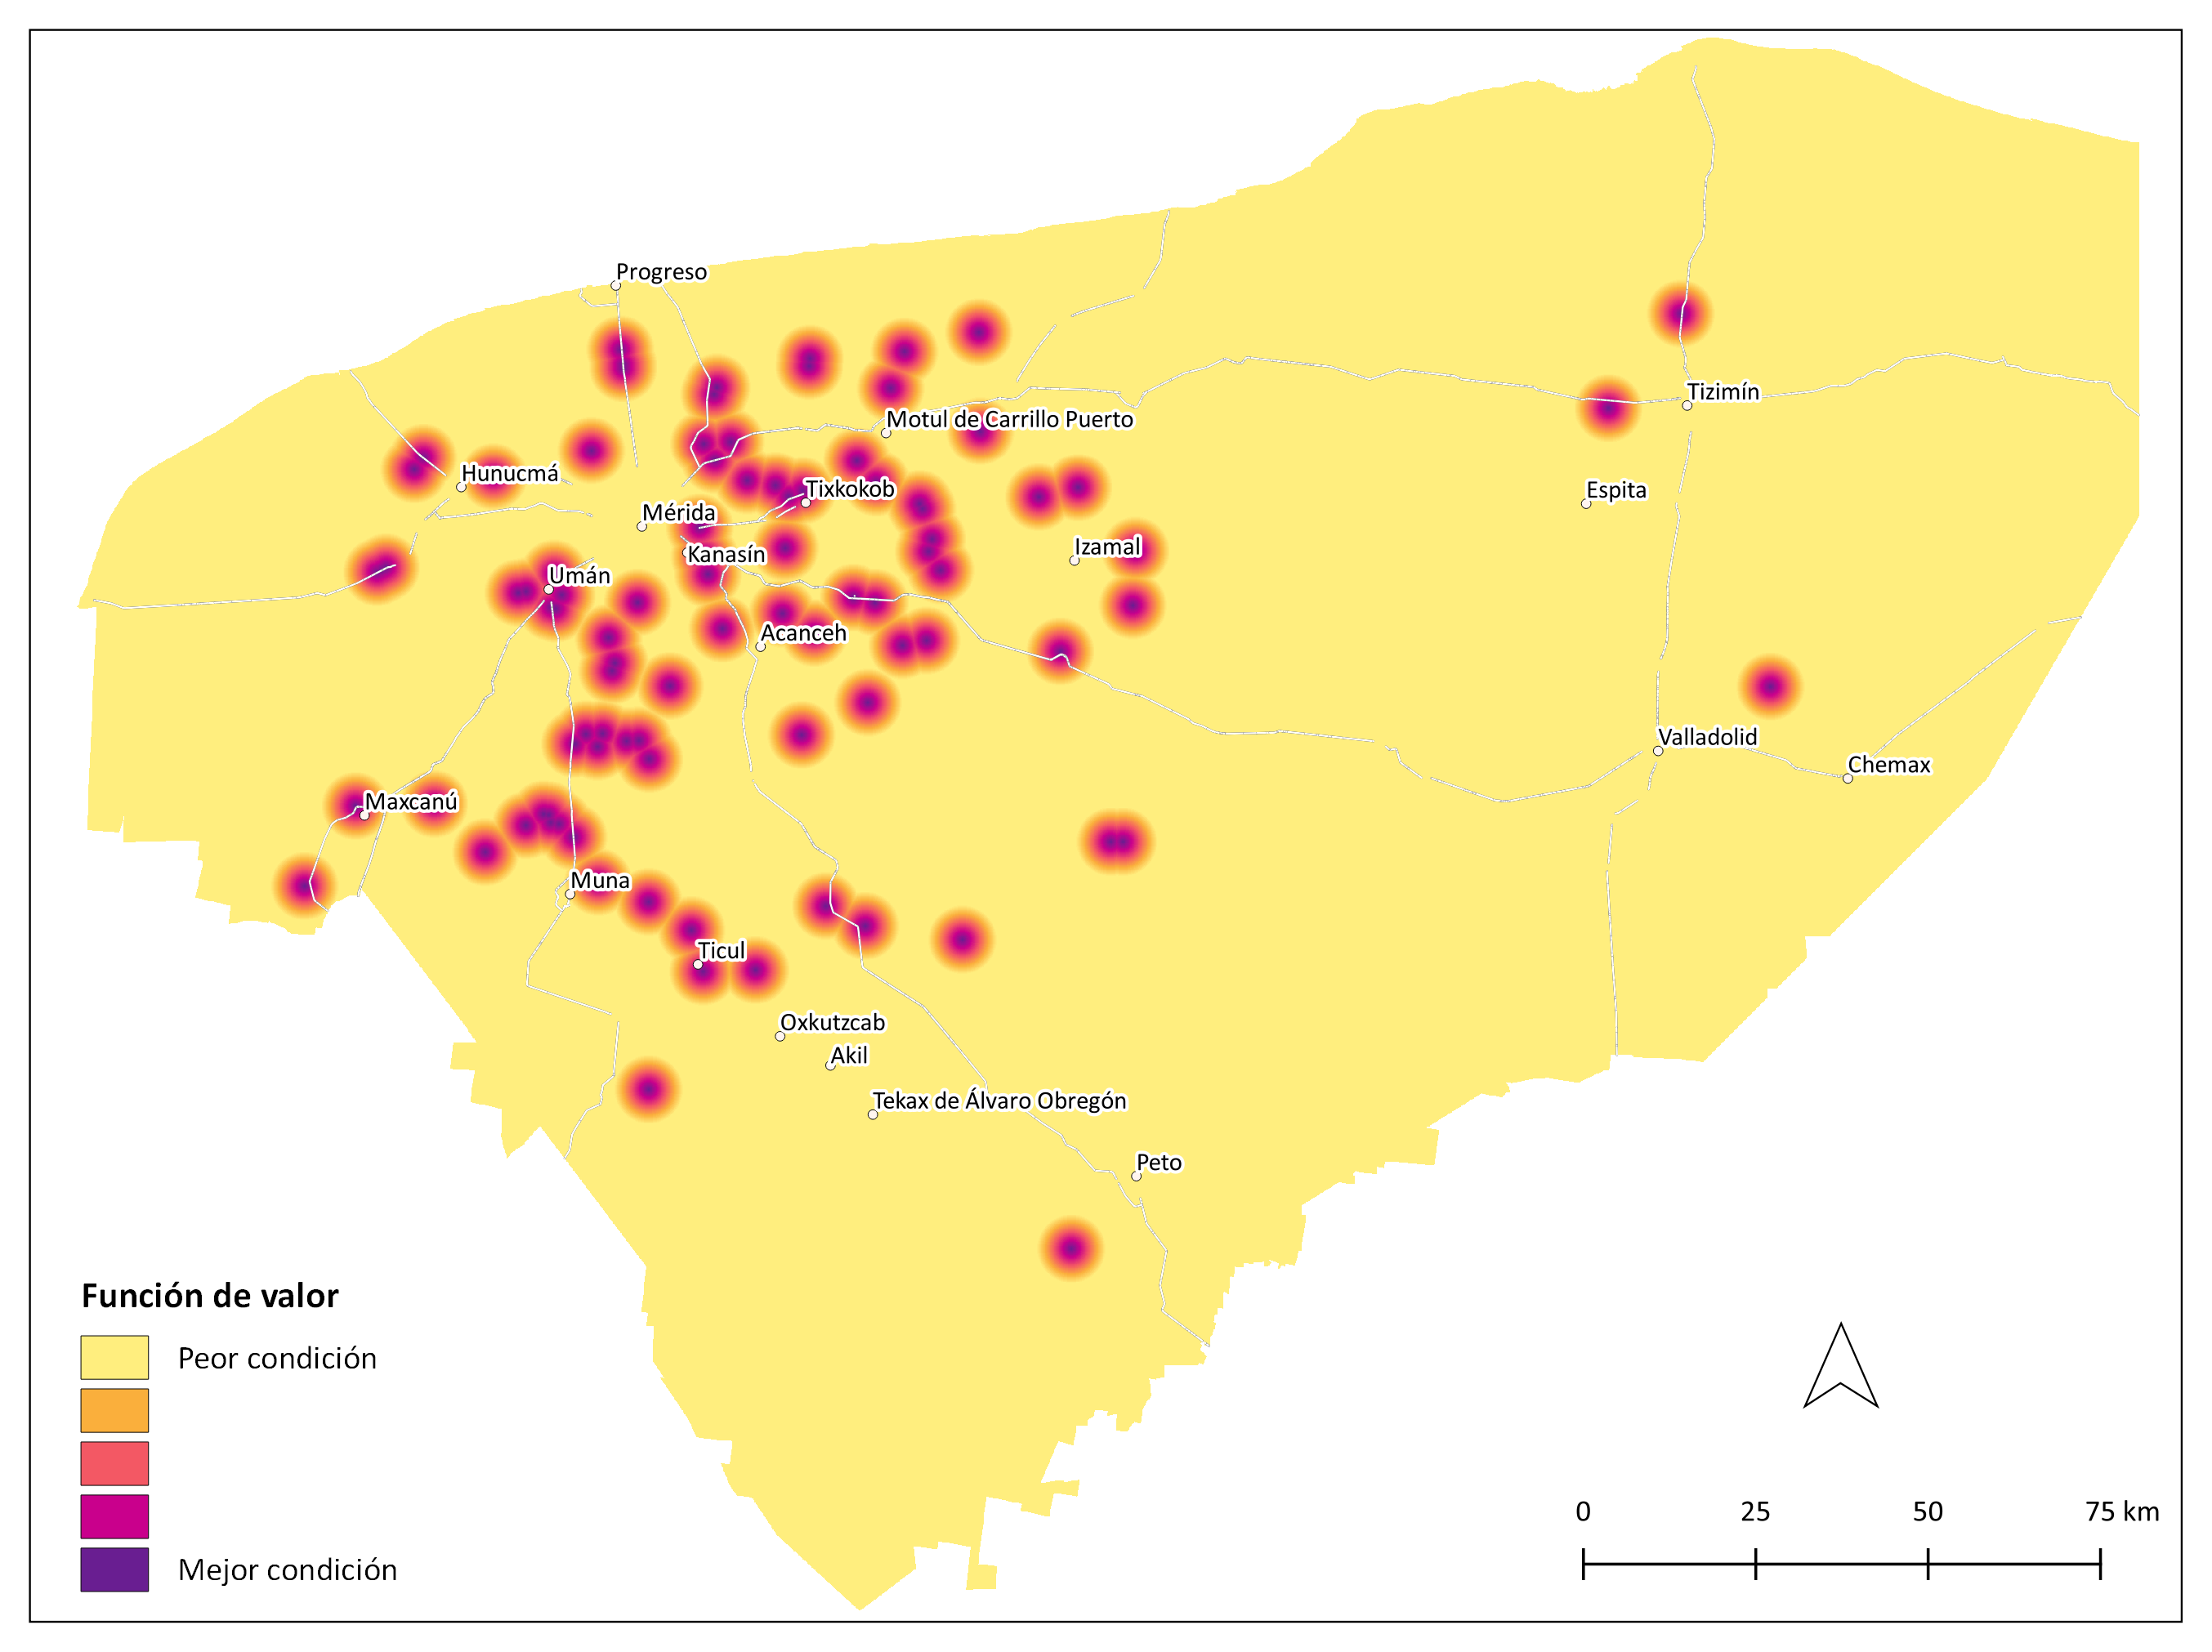 Progreso
Tizimín
Motul de Carrillo Puerto
Hunucmá
Tixkokob
Espita
Mérida
Izamal
Kanasín
Umán
Acanceh
Valladolid
Chemax
Maxcanú
Muna
Ticul
Oxkutzcab
Akil
Tekax de Álvaro Obregón
Peto
Función de valor
Peor condición
Mejor condición
0 25 50 75 km